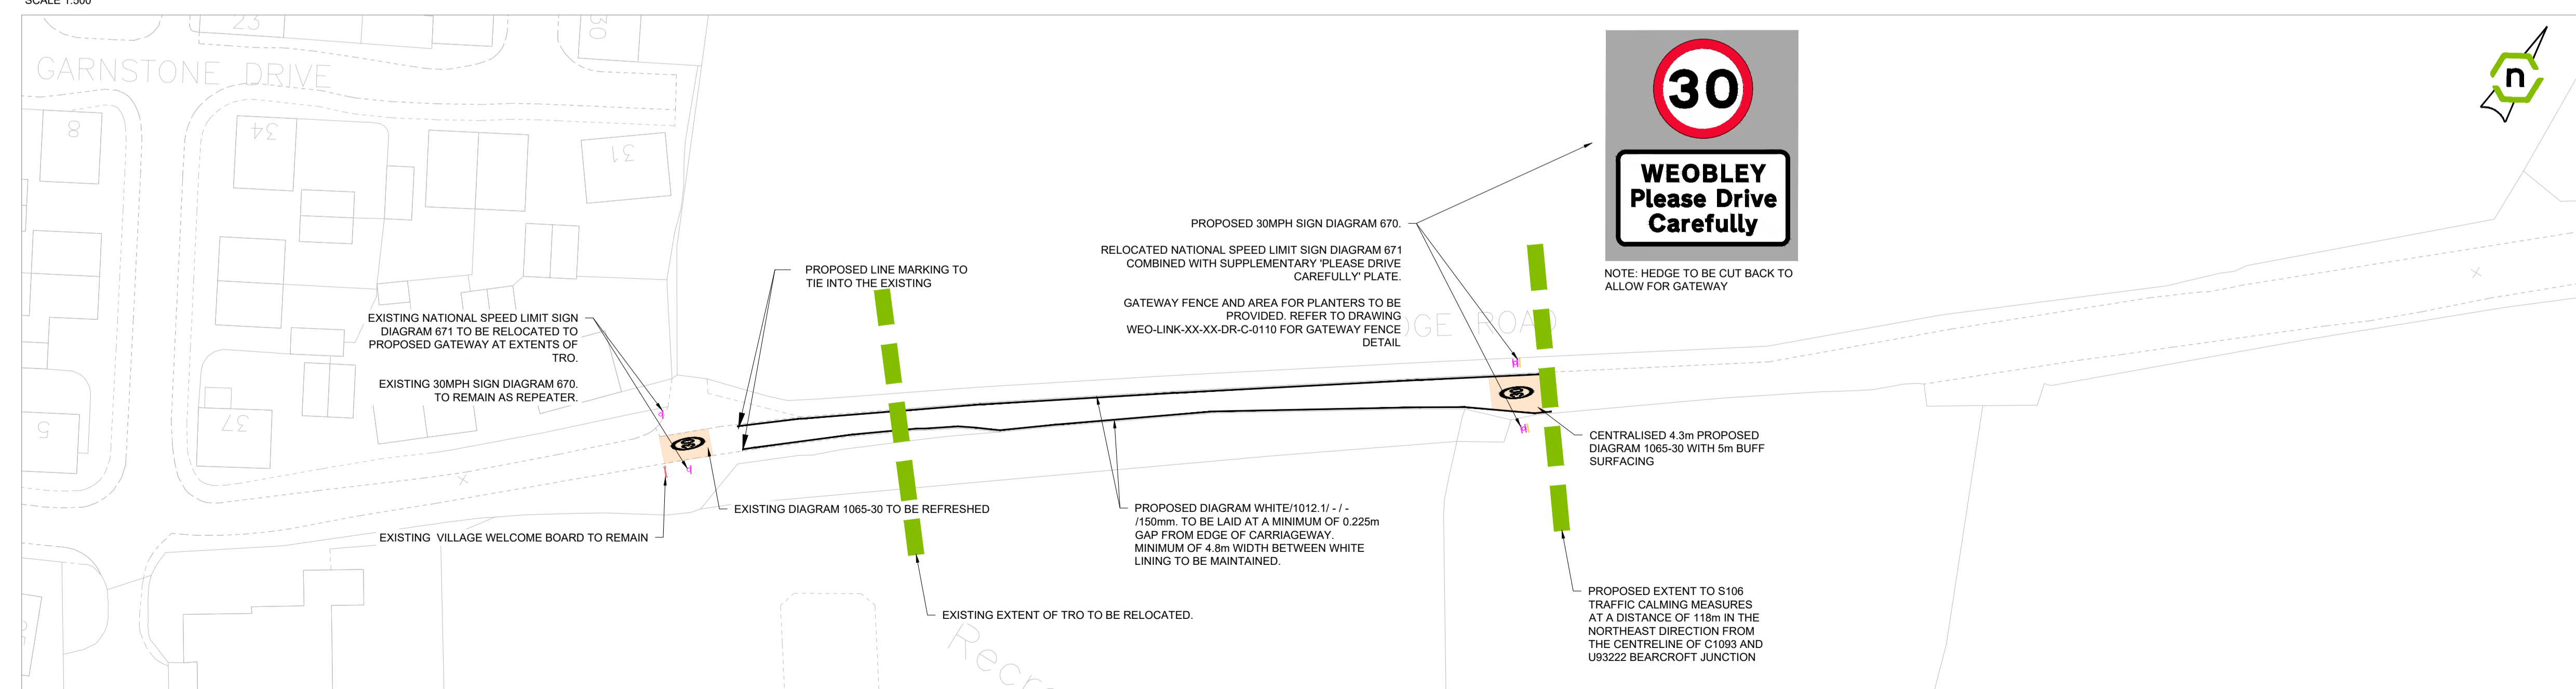 SCALE 1:500
23
30
GARNSTONE DRIVE
8
34
31
5
37
30
WEOBLEY
Please Drive
Carefully
NOTE: HEDGE TO BE CUT BACK TO
ALLOW FOR GATEWAY
n
PROPOSED 30MPH SIGN DIAGRAM 670.
RELOCATED NATIONAL SPEED LIMIT SIGN DIAGRAM 671
COMBINED WITH SUPPLEMENTARY 'PLEASE DRIVE
CAREFULLY' PLATE.
GATEWAY FENCE AND AREA FOR PLANTERS TO BE
PROVIDED. REFER TO DRAWING
WEO-LINK-XX-XX-DR-C-0110 FOR GATEWAY FENCE
DETAIL
ROAD
PROPOSED LINE MARKING TO
TIE INTO THE EXISTING
EXISTING NATIONAL SPEED LIMIT SIGN
DIAGRAM 671 TO BE RELOCATED TO
PROPOSED GATEWAY AT EXTENTS OF
TRO.
EXISTING 30MPH SIGN DIAGRAM 670.
TO REMAIN AS REPEATER.
30
30
CENTRALISED 4.3m PROPOSED
DIAGRAM 1065-30 WITH 5m BUFF
SURFACING
EXISTING DIAGRAM 1065-30 TO BE REFRESHED
EXISTING VILLAGE WELCOME BOARD TO REMAIN
PROPOSED DIAGRAM WHITE/1012.1/ - / -
/150mm. TO BE LAID AT A MINIMUM OF 0.225m
GAP FROM EDGE OF CARRIAGEWAY.
MINIMUM OF 4.8m WIDTH BETWEEN WHITE
LINING TO BE MAINTAINED.
EXISTING EXTENT OF TRO TO BE RELOCATED.
PROPOSED EXTENT TO S106
TRAFFIC CALMING MEASURES
AT A DISTANCE OF 118m IN THE
NORTHEAST DIRECTION FROM
THE CENTRELINE OF C1093 AND
U93222 BEARCROFT JUNCTION